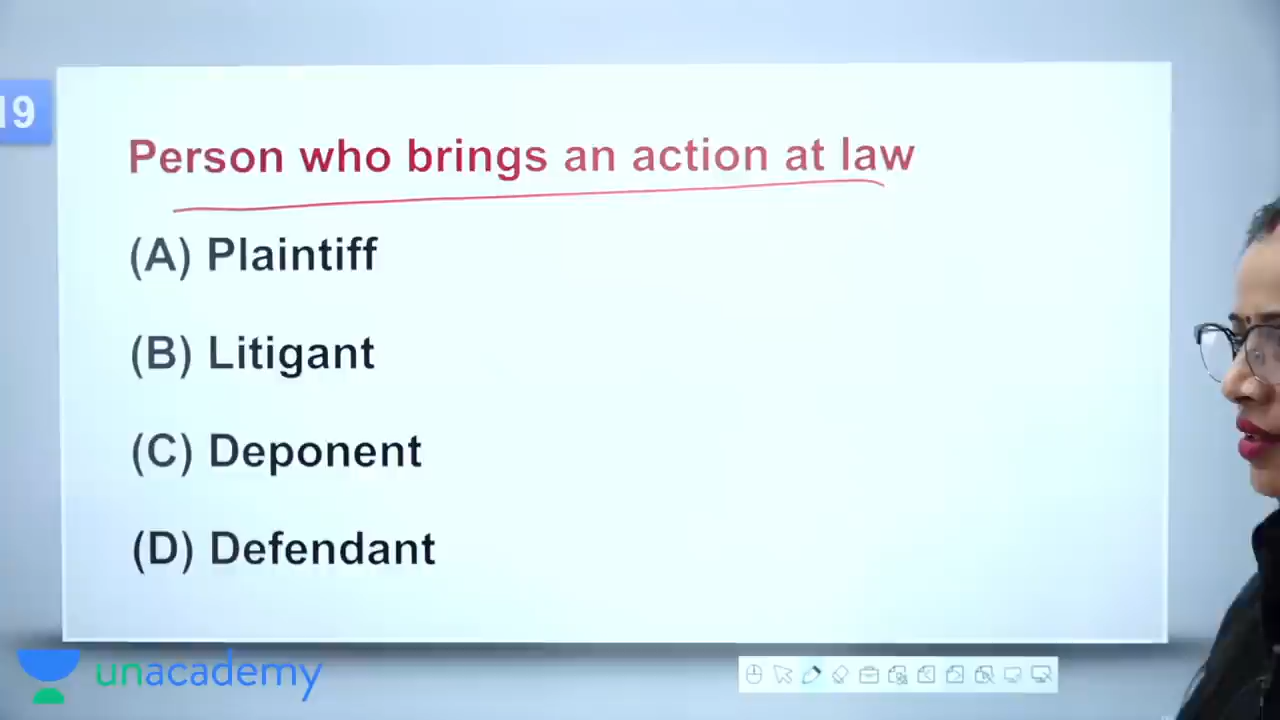 19
Person who brings an action at law
(A) Plaintiff
(B) Litigant
(C) Deponent
(D) Defendant
unacademy